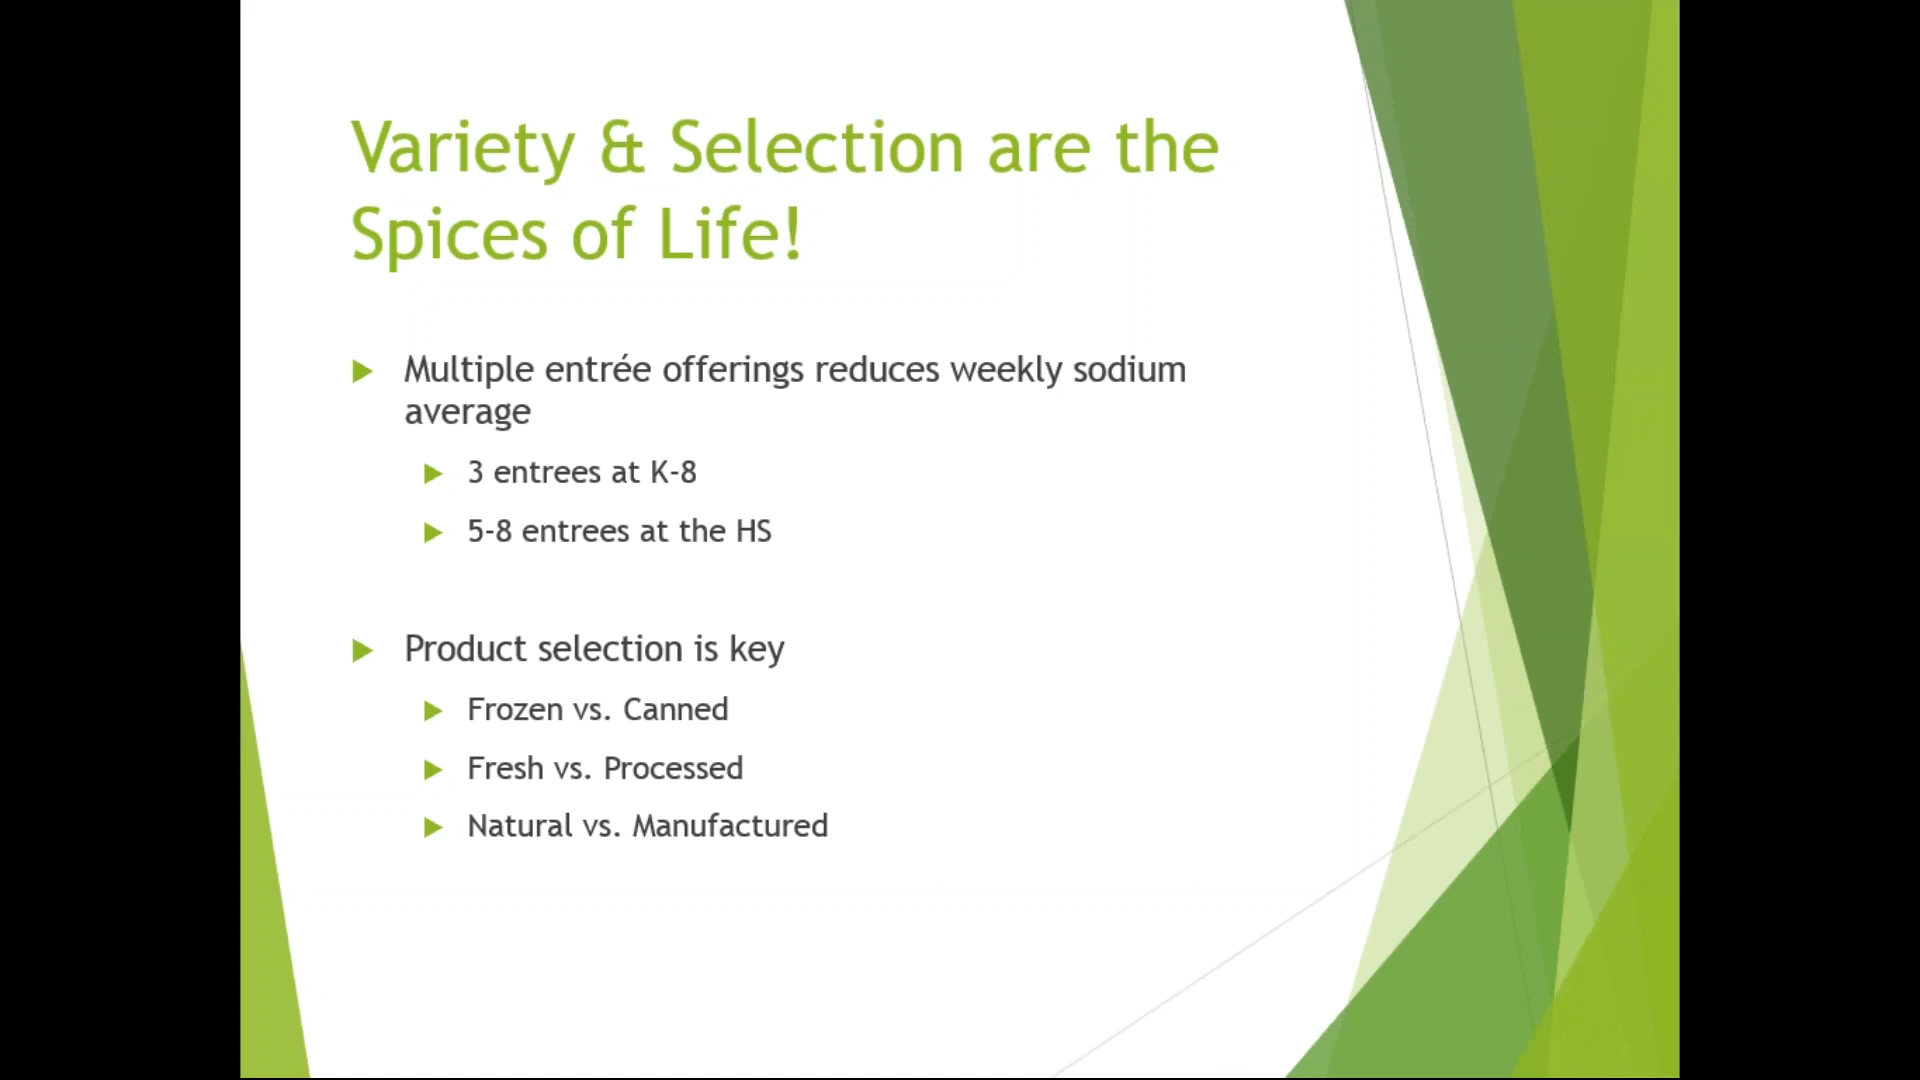 Variety & Selection are the
Spices of Life!
Multiple entrée offerings reduces weekly sodium
average
3 entrees at K-8
5-8 entrees at the HS
Product selection is key
Frozen vs. Canned
Fresh vs. Processed
Natural vs. Manufactured